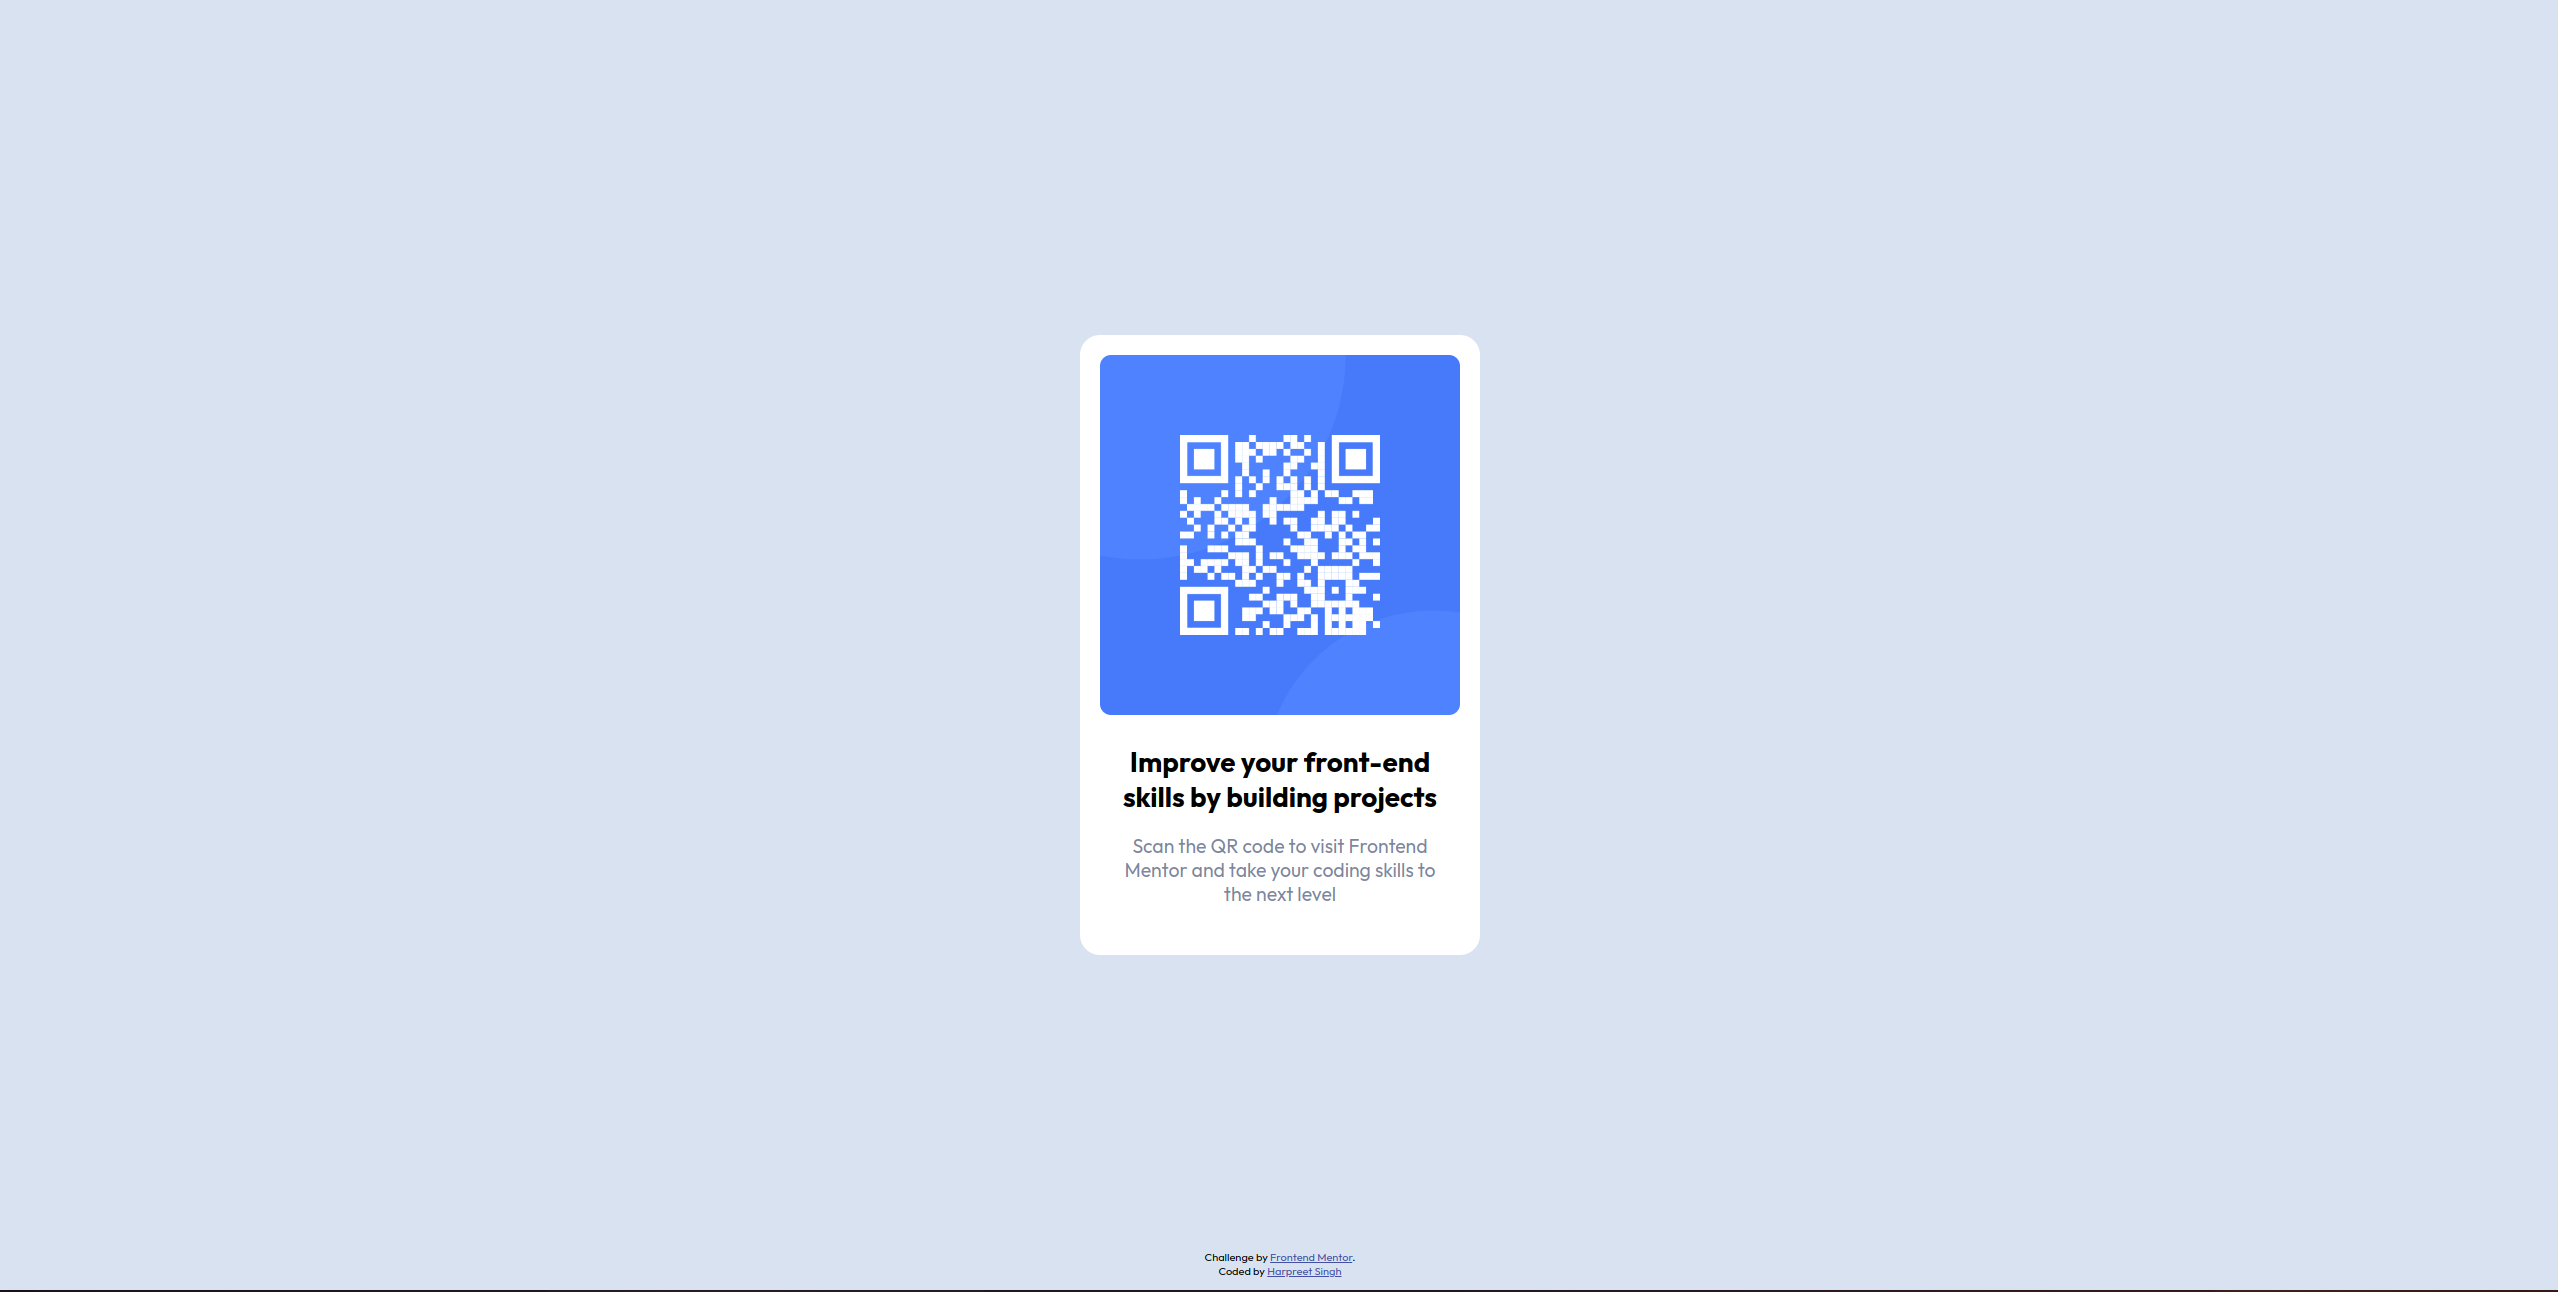 Improve your front-end
skills by building projects
Scan the QR code to visit Frontend
Mentor and take your coding skills to
the next level
Challenge by Frontend Mentor.
Coded by Harpreet Singh